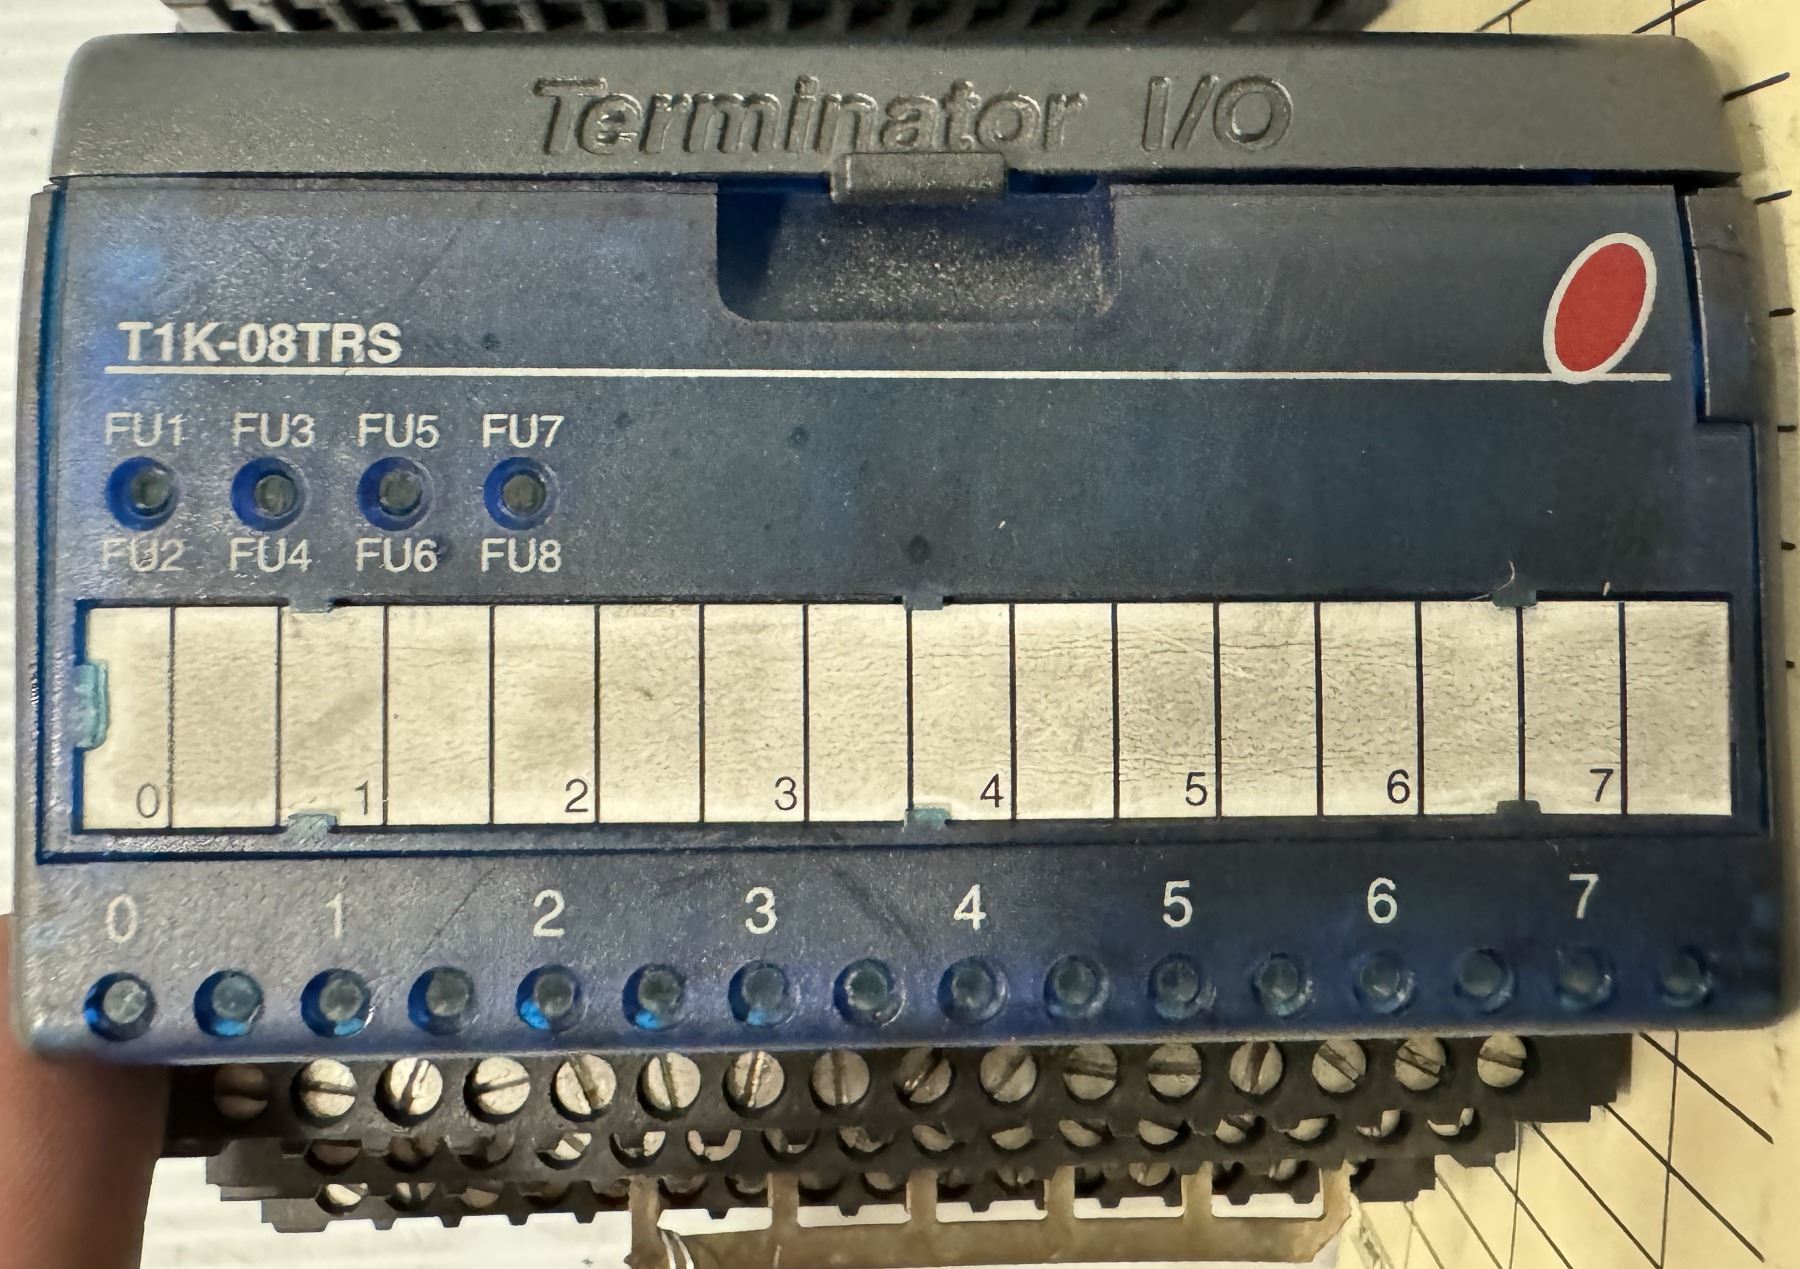 Terminator I/O
T1K-08TRS
FU1 FU3 FU5 FU7
FU2 FU4 FU6 FU8
0 1 2 3 4 5 6 7
0 1 2 3 4 5 6 7